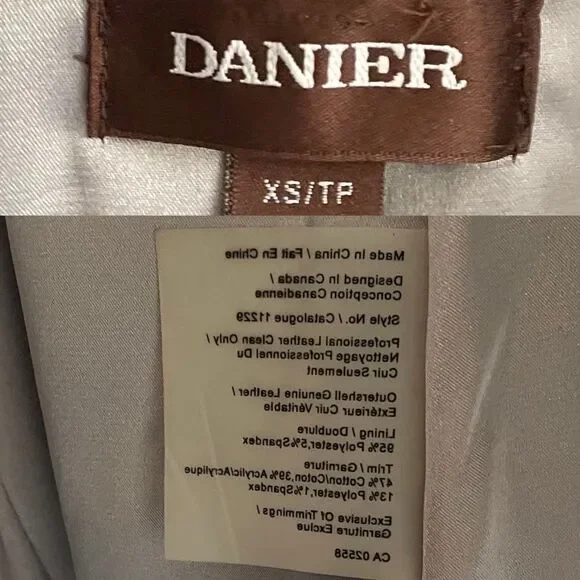 DANIER
XS/TP
Made In China / Fait En Chine
Designed In Canada /
Conception Canadienne
Style No. / Catalogue 11229
Professional Leather Clean Only /
Nettoyage Professionnel Du
Cuir Seulement
Outershell Genuine Leather /
Extérieur Cuir Véritable
Lining / Doublure
95% Polyester,5%Spandex
Trim / Garniture
47% Cotton/Coton,39%Acrylic/Acrylique
13% Polyester,1%Spandex
Exclusive Of Trimmings /
Garniture Exclue
CA 02558